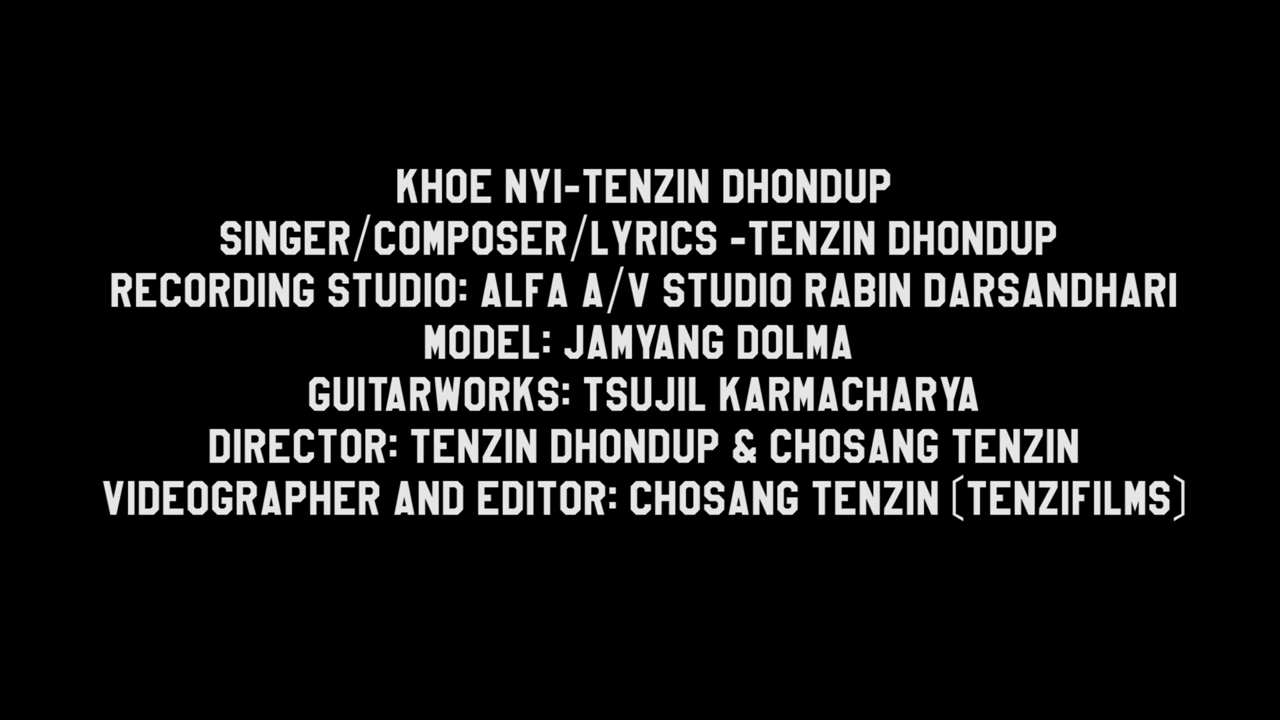 KHOE NYI-TENZIN DHONDUP
SINGER/COMPOSER/LYRICS -TENZIN DHONDUP
RECORDING STUDIO: ALFA A/V STUDIO RABIN DARSANDHARI
MODEL: JAMYANG DOLMA
GUITARWORKS: TSUJIL KARMACHARYA
DIRECTOR: TENZIN DHONDUP & CHOSANG TENZIN
VIDEOGRAPHER AND EDITOR: CHOSANG TENZIN (TENZIFILMS)